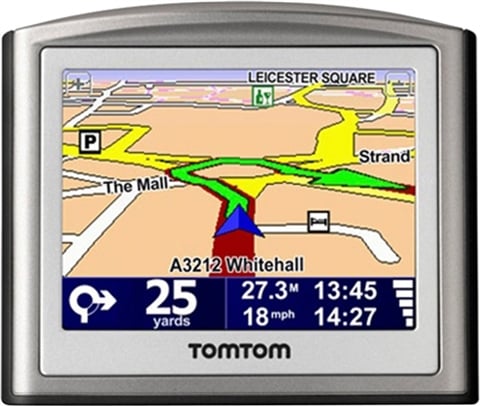 LEICESTER SQUARE
P
Strand
The Mall
A3212 Whitehall
25 yards
27.3M 13:45
18mph 14:27
TOMTOM